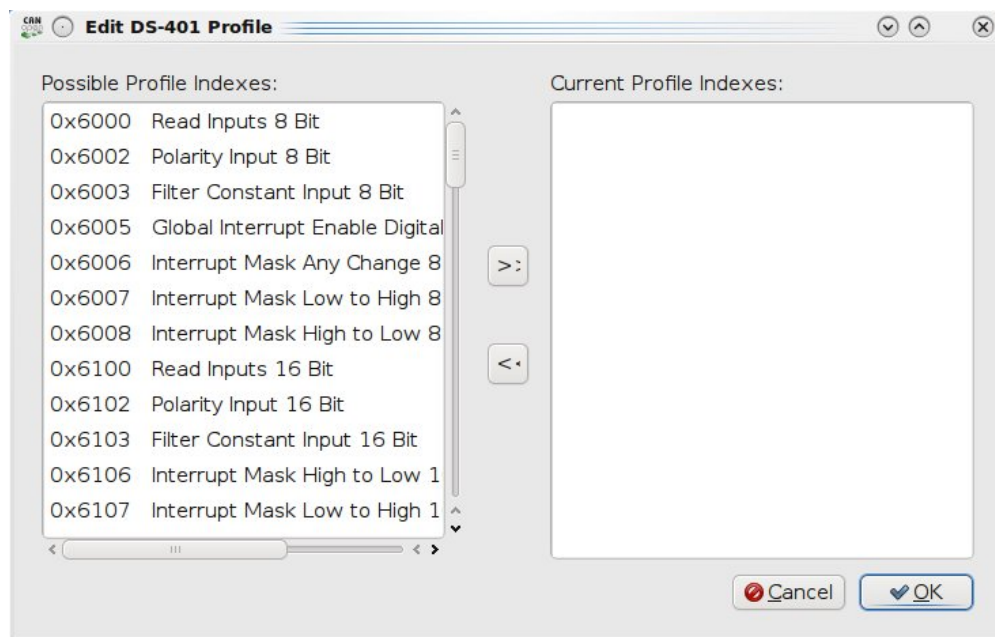 CAN open Edit DS-401 Profile
Possible Profile Indexes:
0x6000 Read Inputs 8 Bit
0x6002 Polarity Input 8 Bit
0x6003 Filter Constant Input 8 Bit
0x6005 Global Interrupt Enable Digital
0x6006 Interrupt Mask Any Change 8
0x6007 Interrupt Mask Low to High 8
0x6008 Interrupt Mask High to Low 8
0x6100 Read Inputs 16 Bit
0x6102 Polarity Input 16 Bit
0x6103 Filter Constant Input 16 Bit
0x6106 Interrupt Mask High to Low 1
0x6107 Interrupt Mask Low to High 1
>>
<<
Current Profile Indexes:
Cancel
OK